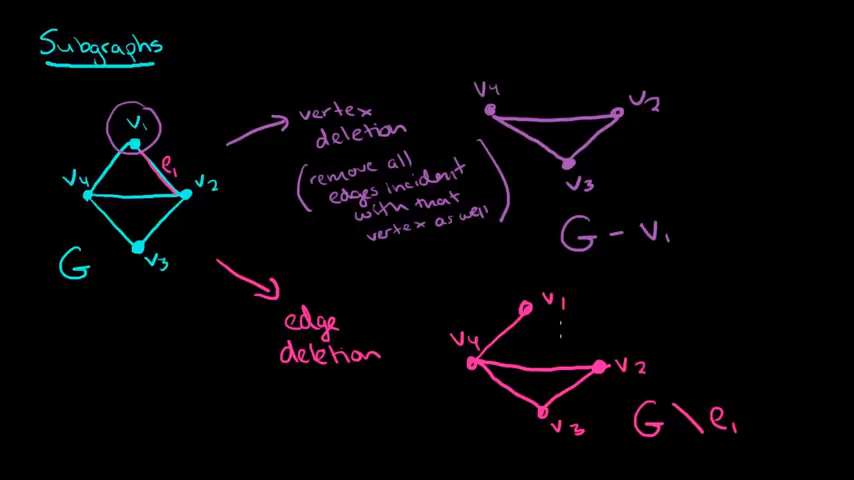 Subgraphs
v1
e1
v4
v2
v3
G
vertex
deletion
(remove all
edges incident
with that
vertex as well)
v4
v2
v3
G - v1
edge
deletion
v1
v4
v2
v3
G \ e1